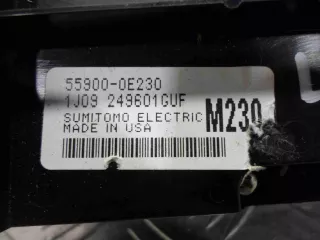 55900-0E230
1J09 249601GUF
SUMITOMO ELECTRIC
MADE IN USA
M230